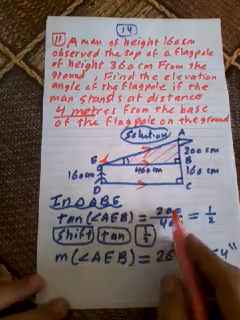 14
11 A man of height 160 cm
observed the top of a flagpole
of height 360 cm from the
ground, Find the elevation
angle of the flagpole if the
man stands at distance
4 metres from the base
of the flagpole on the ground
Solution
A
200 cm
E
B
400 cm
160 cm
160 cm
D
C
IN ∆ABE
tan(∠AEB) = 200/4 = 1/2
Shift tan 1/2
m(∠AEB) = 26